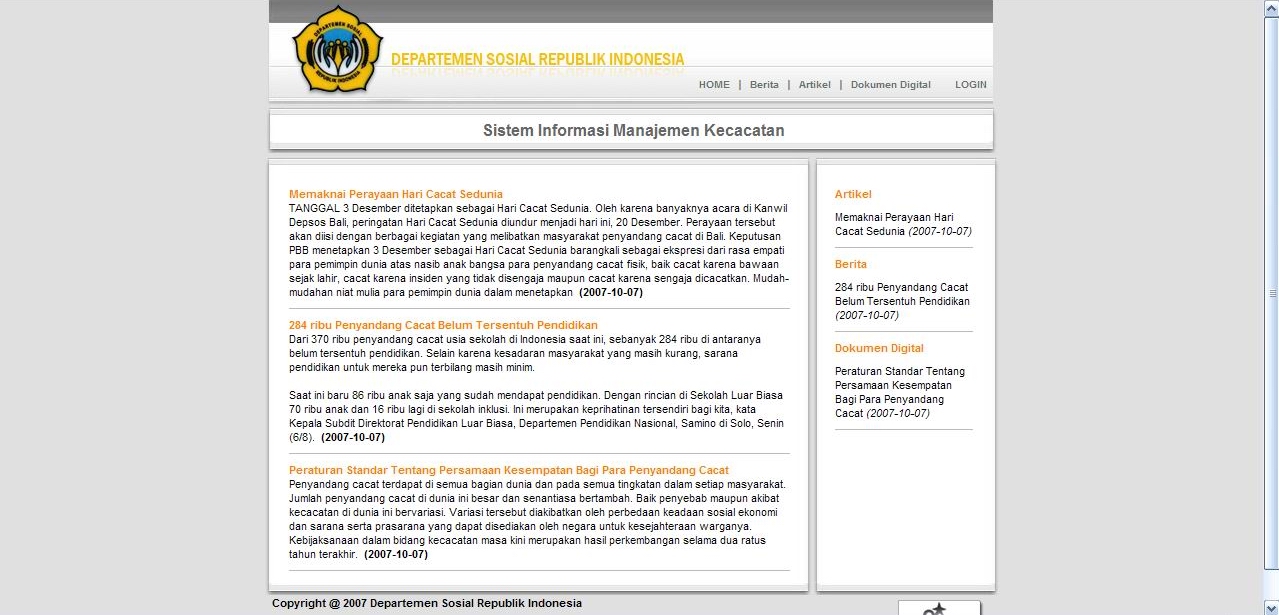 DEPARTEMEN SOSIAL
REPUBLIK INDONESIA
DEPARTEMEN SOSIAL REPUBLIK INDONESIA
HOME | Berita | Artikel | Dokumen Digital LOGIN
Sistem Informasi Manajemen Kecacatan
Memaknai Perayaan Hari Cacat Sedunia
TANGGAL 3 Desember ditetapkan sebagai Hari Cacat Sedunia. Oleh karena banyaknya acara di Kanwil
Depsos Bali, peringatan Hari Cacat Sedunia diundur menjadi hari ini, 20 Desember. Perayaan tersebut
akan diisi dengan berbagai kegiatan yang melibatkan masyarakat penyandang cacat di Bali. Keputusan
PBB menetapkan 3 Desember sebagai Hari Cacat Sedunia barangkali sebagai ekspresi dari rasa empati
para pemimpin dunia atas nasib anak bangsa para penyandang cacat fisik, baik cacat karena bawaan
sejak lahir, cacat karena insiden yang tidak disengaja maupun cacat karena sengaja dicacatkan. Mudah-
mudahan niat mulia para pemimpin dunia dalam menetapkan (2007-10-07)
284 ribu Penyandang Cacat Belum Tersentuh Pendidikan
Dari 370 ribu penyandang cacat usia sekolah di Indonesia saat ini, sebanyak 284 ribu di antaranya
belum tersentuh pendidikan. Selain karena kesadaran masyarakat yang masih kurang, sarana
pendidikan untuk mereka pun terbilang masih minim.
Saat ini baru 86 ribu anak saja yang sudah mendapat pendidikan. Dengan rincian di Sekolah Luar Biasa
70 ribu anak dan 16 ribu lagi di sekolah inklusi. Ini merupakan keprihatinan tersendiri bagi kita, kata
Kepala Subdit Direktorat Pendidikan Luar Biasa, Departemen Pendidikan Nasional, Samino di Solo, Senin
(6/8). (2007-10-07)
Peraturan Standar Tentang Persamaan Kesempatan Bagi Para Penyandang Cacat
Penyandang cacat terdapat di semua bagian dunia dan pada semua tingkatan dalam setiap masyarakat.
Jumlah penyandang cacat di dunia ini besar dan senantiasa bertambah. Baik penyebab maupun akibat
kecacatan di dunia ini bervariasi. Variasi tersebut diakibatkan oleh perbedaan keadaan sosial ekonomi
dan sarana serta prasarana yang dapat disediakan oleh negara untuk kesejahteraan warganya.
Kebijaksanaan dalam bidang kecacatan masa kini merupakan hasil perkembangan selama dua ratus
tahun terakhir. (2007-10-07)
Artikel
Memaknai Perayaan Hari
Cacat Sedunia (2007-10-07)
Berita
284 ribu Penyandang Cacat
Belum Tersentuh Pendidikan
(2007-10-07)
Dokumen Digital
Peraturan Standar Tentang
Persamaan Kesempatan
Bagi Para Penyandang
Cacat (2007-10-07)
Copyright @ 2007 Departemen Sosial Republik Indonesia